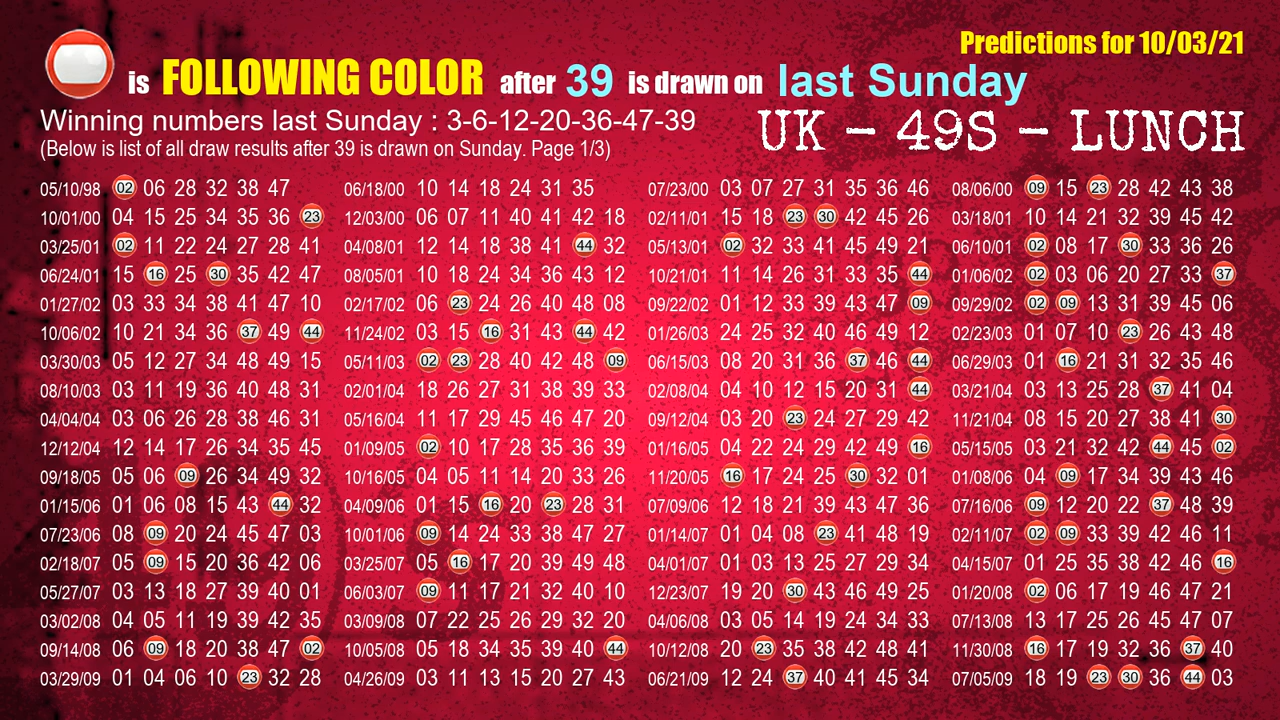 Predictions for 10/03/21
is FOLLOWING COLOR after 39 is drawn on last Sunday
Winning numbers last Sunday : 3-6-12-20-36-47-39
UK - 49S - LUNCH
(Below is list of all draw results after 39 is drawn on Sunday. Page 1/3)
05/10/98 02 06 28 32 38 47 06/18/00 10 14 18 24 31 35 07/23/00 03 07 27 31 35 36 46 08/06/00 09 15 23 28 42 43 38
10/01/00 04 15 25 34 35 36 23 12/03/00 06 07 11 40 41 42 18 02/11/01 15 18 23 30 42 45 26 03/18/01 10 14 21 32 39 45 42
03/25/01 02 11 22 24 27 28 41 04/08/01 12 14 18 38 41 44 32 05/13/01 02 32 33 41 45 49 21 06/10/01 02 08 17 30 33 36 26
06/24/01 15 16 25 30 35 42 47 08/05/01 10 18 24 34 36 43 12 10/21/01 11 14 26 31 33 35 44 01/06/02 02 03 06 20 27 33 37
01/27/02 03 33 34 38 41 47 10 02/17/02 06 23 24 26 40 48 08 09/22/02 01 12 33 39 43 47 09 09/29/02 02 09 13 31 39 45 06
10/06/02 10 21 34 36 37 49 44 11/24/02 03 15 16 31 43 44 42 01/26/03 24 25 32 40 46 49 12 02/23/03 01 07 10 23 26 43 48
03/30/03 05 12 27 34 48 49 15 05/11/03 02 23 28 40 42 48 09 06/15/03 08 20 31 36 37 46 44 06/29/03 01 16 21 31 32 35 46
08/10/03 03 11 19 36 40 48 31 02/01/04 18 26 27 31 38 39 33 02/08/04 04 10 12 15 20 31 44 03/21/04 03 13 25 28 37 41 04
04/04/04 03 06 26 28 38 46 31 05/16/04 11 17 29 45 46 47 20 09/12/04 03 20 23 24 27 29 42 11/21/04 08 15 20 27 38 41 30
12/12/04 12 14 17 26 34 35 45 01/09/05 02 10 17 28 35 36 39 01/16/05 04 22 24 29 42 49 16 05/15/05 03 21 32 42 44 45 02
09/18/05 05 06 09 26 34 49 32 10/16/05 04 05 11 14 20 33 26 11/20/05 16 17 24 25 30 32 01 01/08/06 04 09 17 34 39 43 46
01/15/06 01 06 08 15 43 44 32 04/09/06 01 15 16 20 23 28 31 07/09/06 12 18 21 39 43 47 36 07/16/06 09 12 20 22 37 48 39
07/23/06 08 09 20 24 45 47 03 10/01/06 09 14 24 33 38 47 27 01/14/07 01 04 08 23 41 48 19 02/11/07 02 09 33 39 42 46 11
02/18/07 05 09 15 20 36 42 06 03/25/07 05 16 17 20 39 49 48 04/01/07 01 03 13 25 27 29 34 04/15/07 01 25 35 38 42 46 16
05/27/07 03 13 18 27 39 40 01 06/03/07 09 11 17 21 32 40 10 12/23/07 19 20 30 43 46 49 25 01/20/08 02 06 17 19 46 47 21
03/02/08 04 05 11 19 39 42 35 03/09/08 07 22 25 26 29 32 20 04/06/08 03 05 14 19 24 34 33 07/13/08 13 17 25 26 45 47 07
09/14/08 06 09 18 20 38 47 02 10/05/08 05 18 34 35 39 40 44 10/12/08 20 23 35 38 42 48 41 11/30/08 16 17 19 32 36 37 40
03/29/09 01 04 06 10 23 32 28 04/26/09 03 11 13 15 20 27 43 06/21/09 12 24 37 40 41 45 34 07/05/09 18 19 23 30 36 44 03